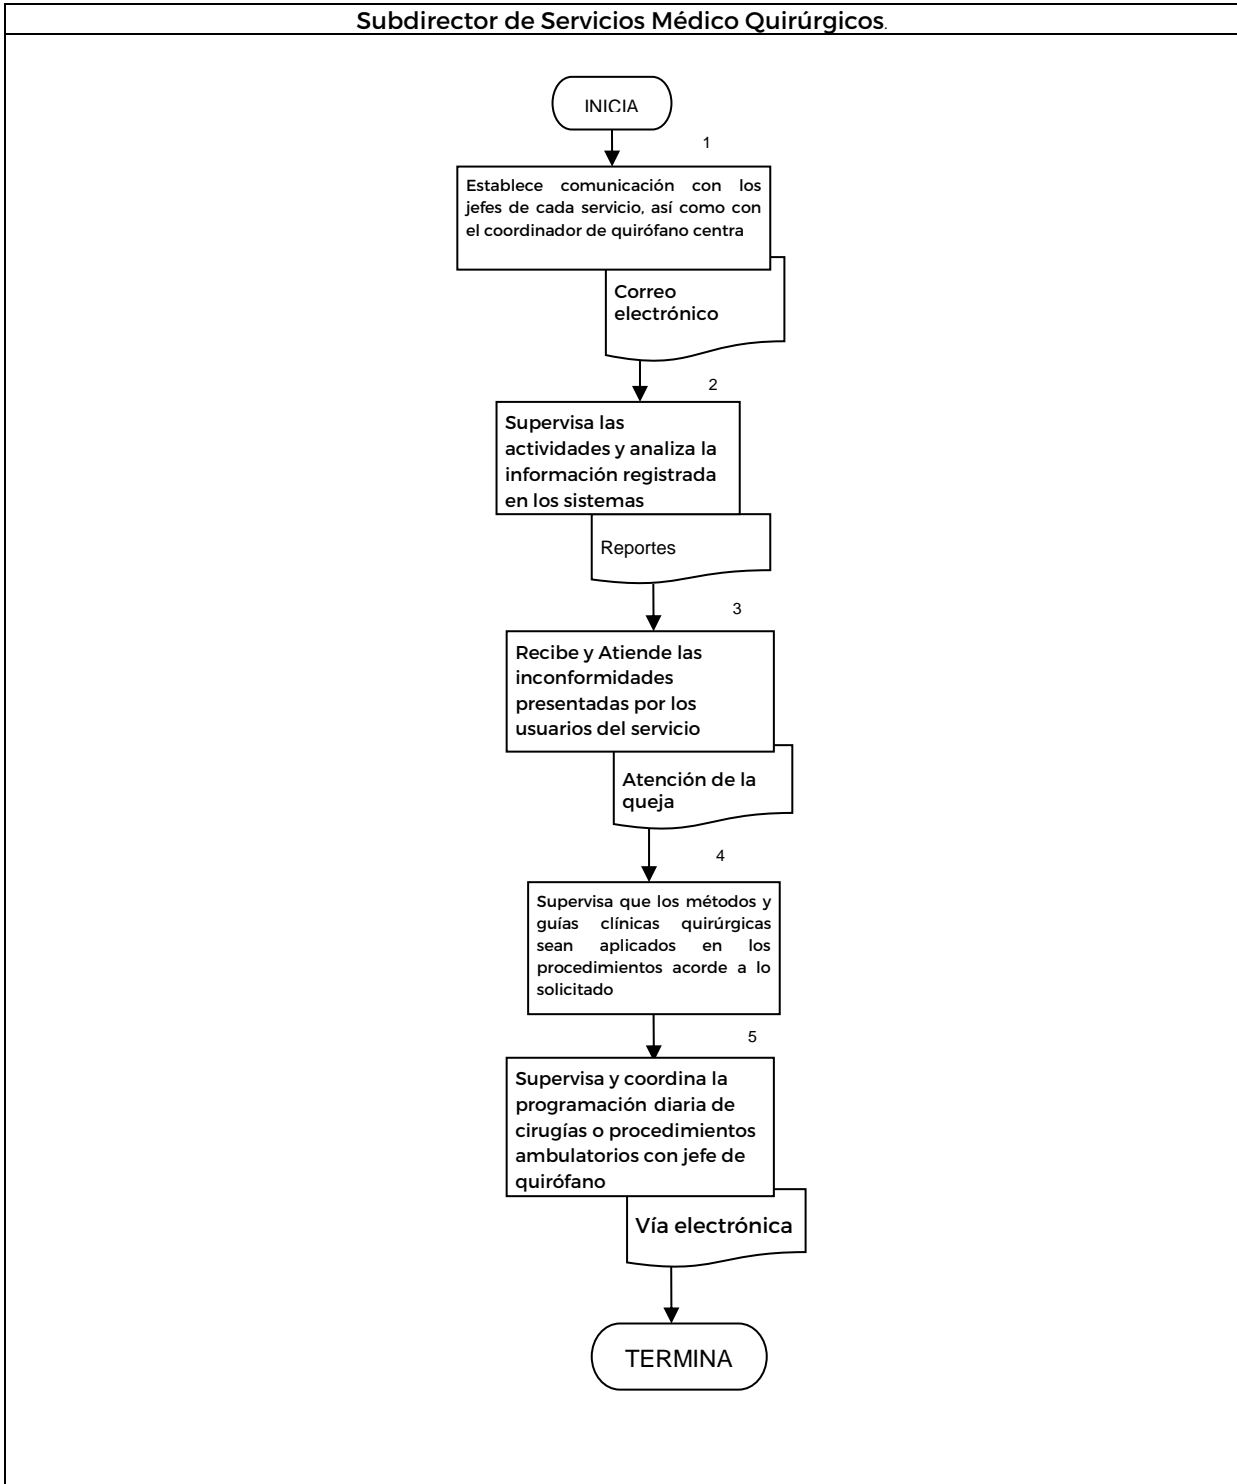 Subdirector de Servicios Médico Quirúrgicos.
INICIA
1
Establece comunicación con los
jefes de cada servicio, así como con
el coordinador de quirófano centra
Correo
electrónico
2
Supervisa las
actividades y analiza la
información registrada
en los sistemas
Reportes
3
Recibe y Atiende las
inconformidades
presentadas por los
usuarios del servicio
Atención de la
queja
4
Supervisa que los métodos y
guías clínicas quirúrgicas
sean aplicados en los
procedimientos acorde a lo
solicitado
5
Supervisa y coordina la
programación diaria de
cirugías o procedimientos
ambulatorios con jefe de
quirófano
Vía electrónica
TERMINA